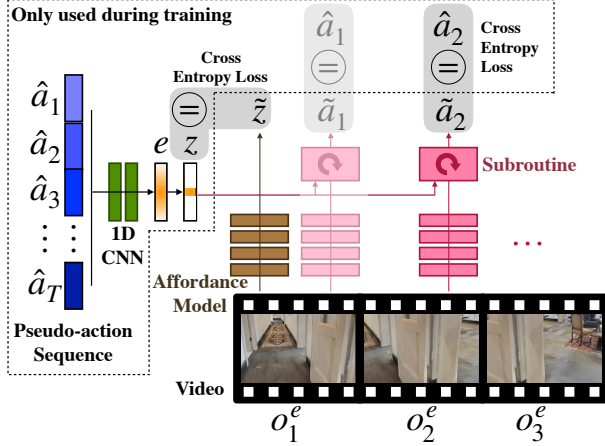 Only used during training
Cross
Entropy Loss
Cross
Entropy
Loss
â₁
â₂
=
=
=
â₁
â₂
â₃
â_T
e
z
z̃
ã₁
ã₂
Subroutine
1D
CNN
Affordance
Model
Pseudo-action
Sequence
Video
o₁ᵉ
o₂ᵉ
o₃ᵉ